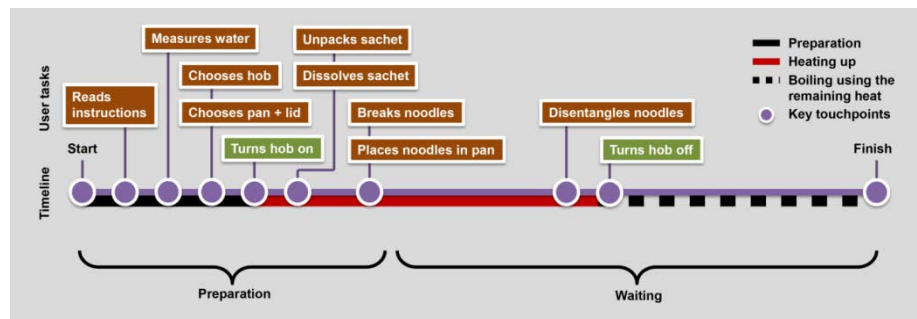 User tasks
Timeline
Start
Reads
instructions
Measures water
Chooses hob
Chooses pan + lid
Turns hob on
Unpacks sachet
Dissolves sachet
Breaks noodles
Places noodles in pan
Disentangles noodles
Turns hob off
Finish
Preparation
Heating up
Boiling using the
remaining heat
Key touchpoints
Preparation
Waiting